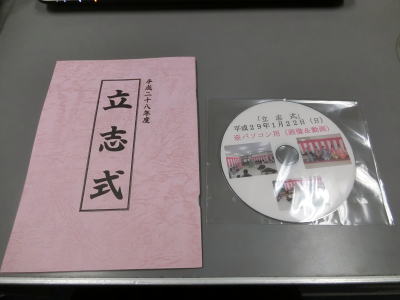 平成二十八年度
立志式
「立志式」
平成29年1月22日（日）
※パソコン用（画像&動画）